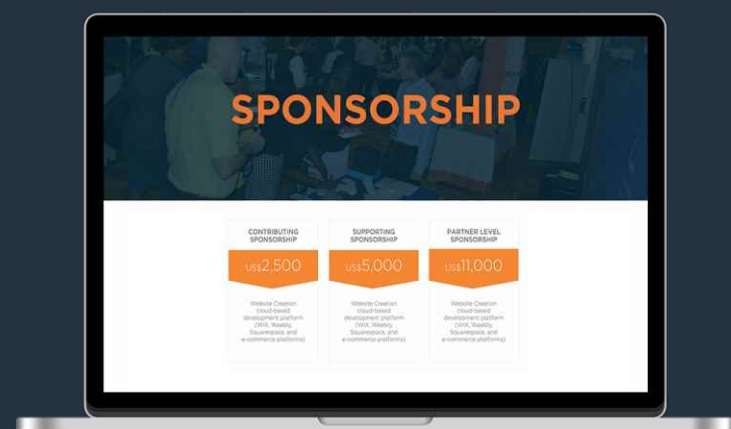 SPONSORSHIP
CONTRIBUTING
SPONSORSHIP
US$2,500
Website Creation
cloud-based
development platform
(WIX, Weebly,
Squarespace, and
e-commerce platforms)
SUPPORTING
SPONSORSHIP
US$5,000
Website Creation
cloud-based
development platform
(WIX, Weebly,
Squarespace, and
e-commerce platforms)
PARTNER LEVEL
SPONSORSHIP
US$11,000
Website Creation
cloud-based
development platform
(WIX, Weebly,
Squarespace, and
e-commerce platforms)